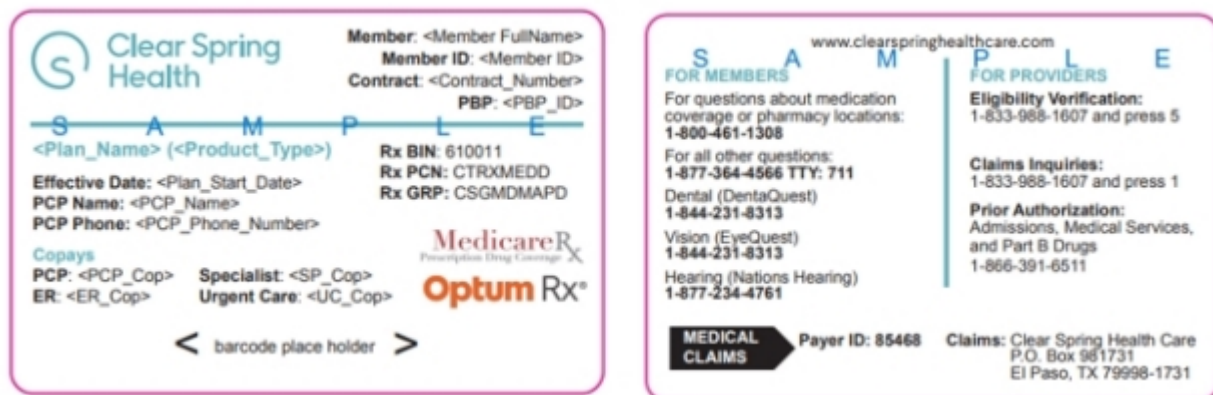 Clear Spring
Health
Member: <Member FullName>
Member ID: <Member ID>
Contract: <Contract_Number>
PBP: <PBP_ID>
S A M P L E
<Plan_Name> (<Product_Type>)
Effective Date: <Plan_Start_Date>
PCP Name: <PCP_Name>
PCP Phone: <PCP_Phone_Number>
Rx BIN: 610011
Rx PCN: CTRXMEDD
Rx GRP: CSGMDMAPD
Copays
PCP: <PCP_Cop> Specialist: <SP_Cop>
ER: <ER_Cop> Urgent Care: <UC_Cop>
MedicareRx
Prescription Drug Coverage
Optum Rx®
< barcode place holder >
www.clearspringhealthcare.com
S A M P L E
FOR MEMBERS
For questions about medication
coverage or pharmacy locations:
1-800-461-1308
For all other questions:
1-877-364-4566 TTY: 711
Dental (DentaQuest)
1-844-231-8313
Vision (EyeQuest)
1-844-231-8313
Hearing (Nations Hearing)
1-877-234-4761
FOR PROVIDERS
Eligibility Verification:
1-833-988-1607 and press 5
Claims Inquiries:
1-833-988-1607 and press 1
Prior Authorization:
Admissions, Medical Services,
and Part B Drugs
1-866-391-6511
MEDICAL
CLAIMS
Payer ID: 85468
Claims: Clear Spring Health Care
P.O. Box 981731
El Paso, TX 79998-1731